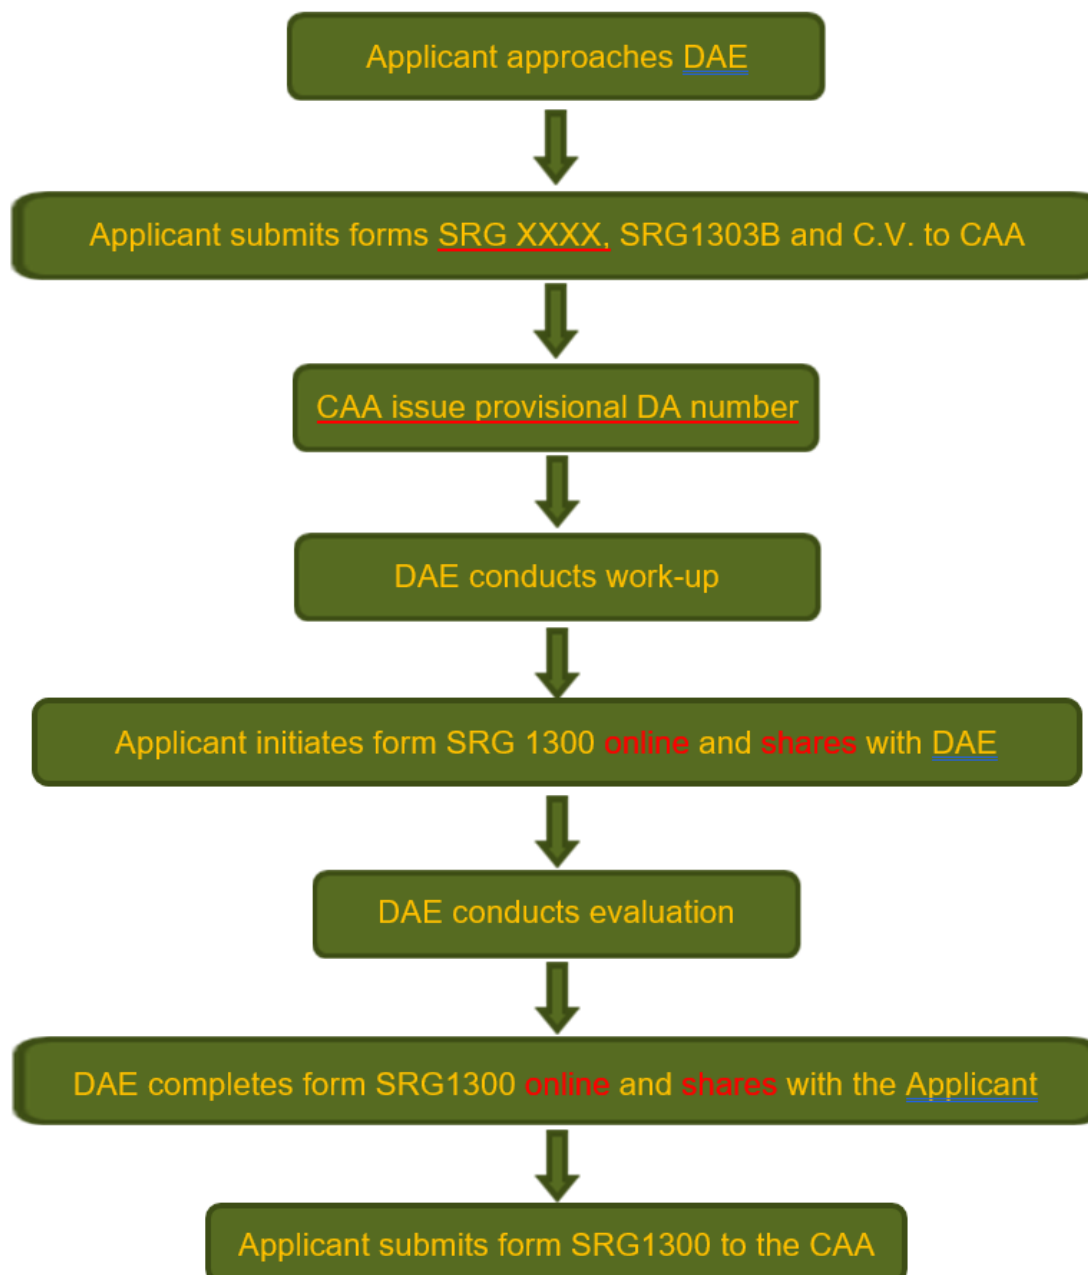 Applicant approaches DAE
Applicant submits forms SRG XXXX, SRG1303B and C.V. to CAA
CAA issue provisional DA number
DAE conducts work-up
Applicant initiates form SRG 1300 online and shares with DAE
DAE conducts evaluation
DAE completes form SRG1300 online and shares with the Applicant
Applicant submits form SRG1300 to the CAA